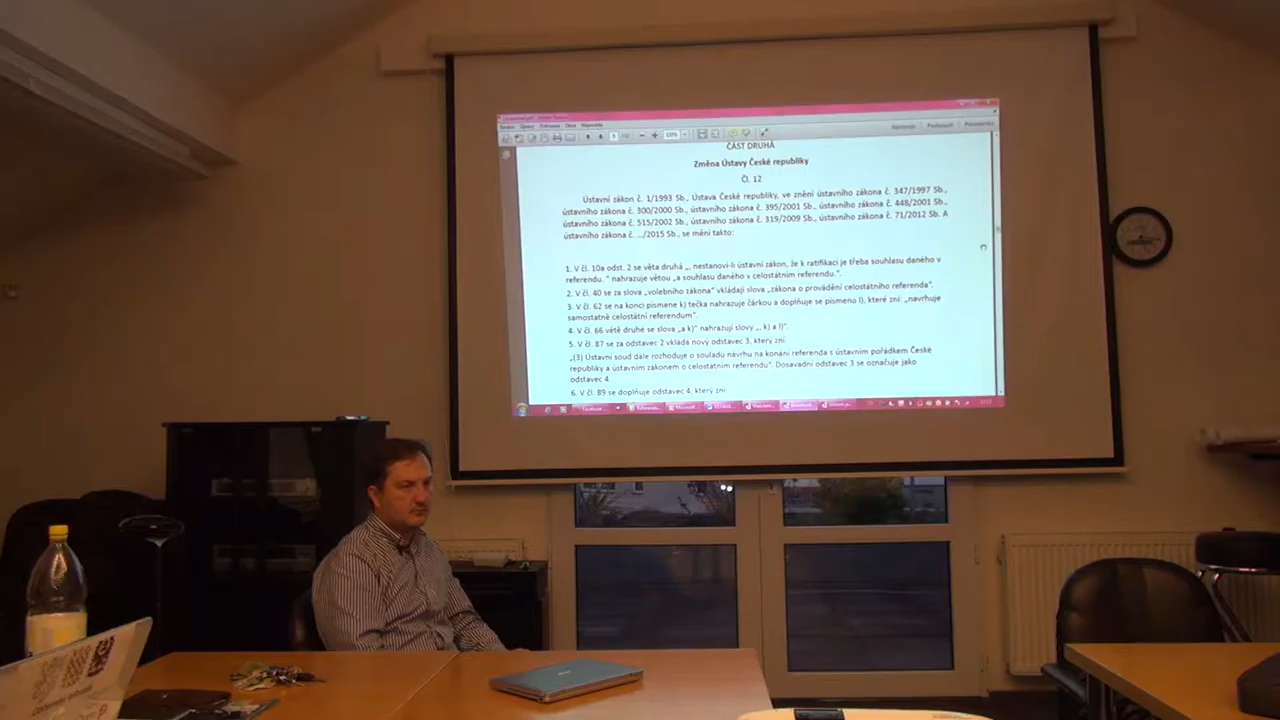 120%
ČÁST DRUHÁ
Změna Ústavy České republiky
Čl. 12
Ústavní zákon č. 1/1993 Sb., Ústava České republiky, ve znění ústavního zákona č. 347/1997 Sb.,
ústavního zákona č. 300/2000 Sb., ústavního zákona č. 395/2001 Sb., ústavního zákona č. 448/2001 Sb.,
ústavního zákona č. 515/2002 Sb., ústavního zákona č. 319/2009 Sb., ústavního zákona č. 71/2012 Sb. A
ústavního zákona č. .../2015 Sb., se mění takto:
1. V čl. 10a odst. 2 se věta druhá „, nestanoví-li ústavní zákon, že k ratifikaci je třeba souhlasu daného v
referendu. " nahrazuje větou „a souhlasu daného v celostátním referendu.".
2. V čl. 40 se za slova „volebního zákona" vkládají slova „zákona o provádění celostátního referenda".
3. V čl. 62 se na konci písmene k) tečka nahrazuje čárkou a doplňuje se písmeno l), které zní: „navrhuje
samostatně celostátní referendum".
4. V čl. 66 větě druhé se slova „a k)" nahrazují slovy „, k) a l)".
5. V čl. 87 se za odstavec 2 vkládá nový odstavec 3, který zní
„(3) Ústavní soud dále rozhoduje o souladu návrhu na konání referenda s ústavním pořádkem České
republiky a ústavním zákonem o celostátním referendu". Dosavadní odstavec 3 se označuje jako
odstavec 4
6. V čl. 89 se doplňuje odstavec 4, který zní